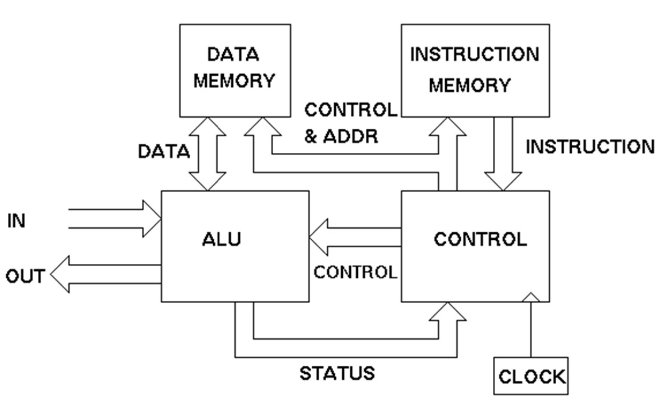 DATA
MEMORY
INSTRUCTION
MEMORY
CONTROL
& ADDR
DATA
INSTRUCTION
IN
ALU
CONTROL
OUT
CONTROL
STATUS
CLOCK